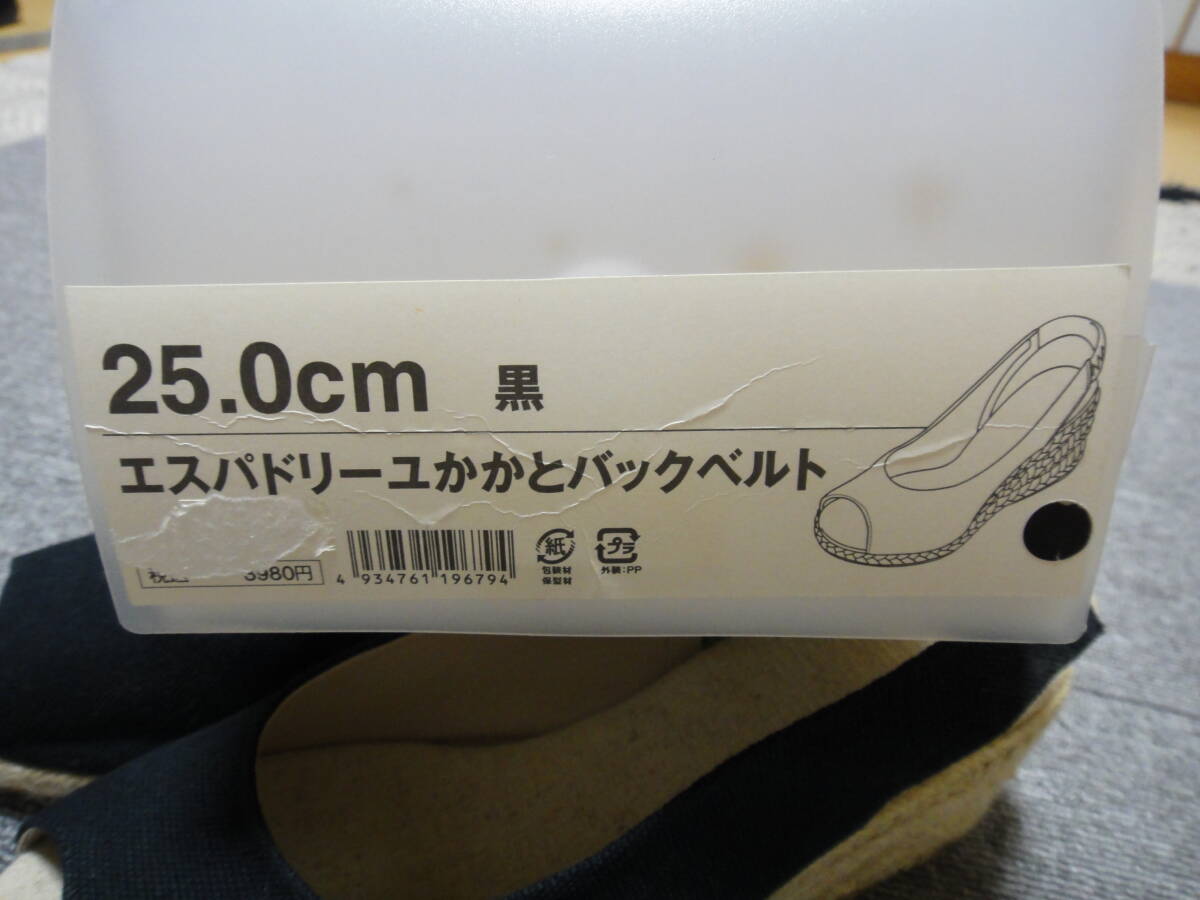 25.0cm 黒
エスパドリーユかかとバックベルト
3980円
4 934761 196794
紙
包装材
保型材
プラ
外装:PP